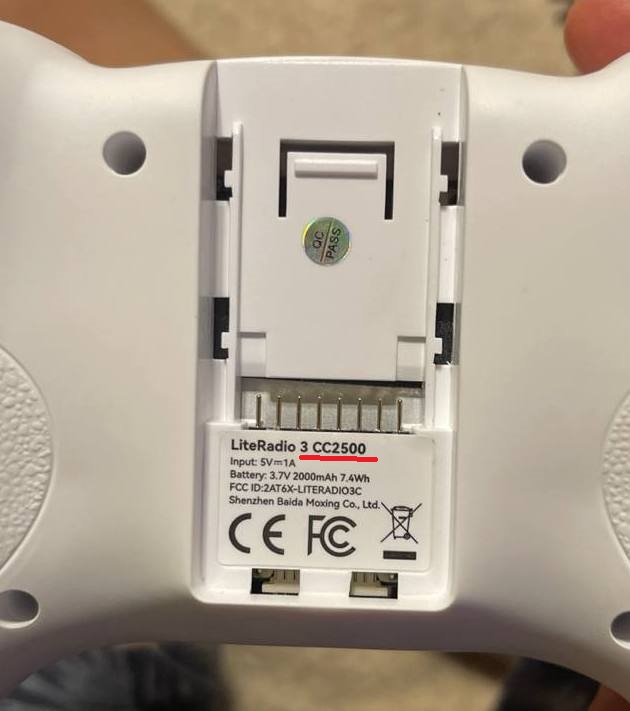 QC
PASS
LiteRadio 3 CC2500
Input: 5V⎓1A
Battery: 3.7V 2000mAh 7.4Wh
FCC ID:2AT6X-LITERADIO3C
Shenzhen Baida Moxing Co., Ltd.
CE FC